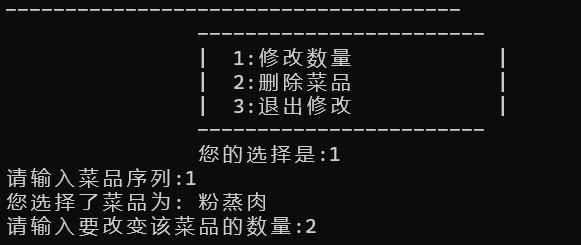 --------------------------------------
------------------------
|  1:修改数量  |
|  2:删除菜品  |
|  3:退出修改  |
------------------------
您的选择是:1
请输入菜品序列:1
您选择了菜品为: 粉蒸肉
请输入要改变该菜品的数量:2